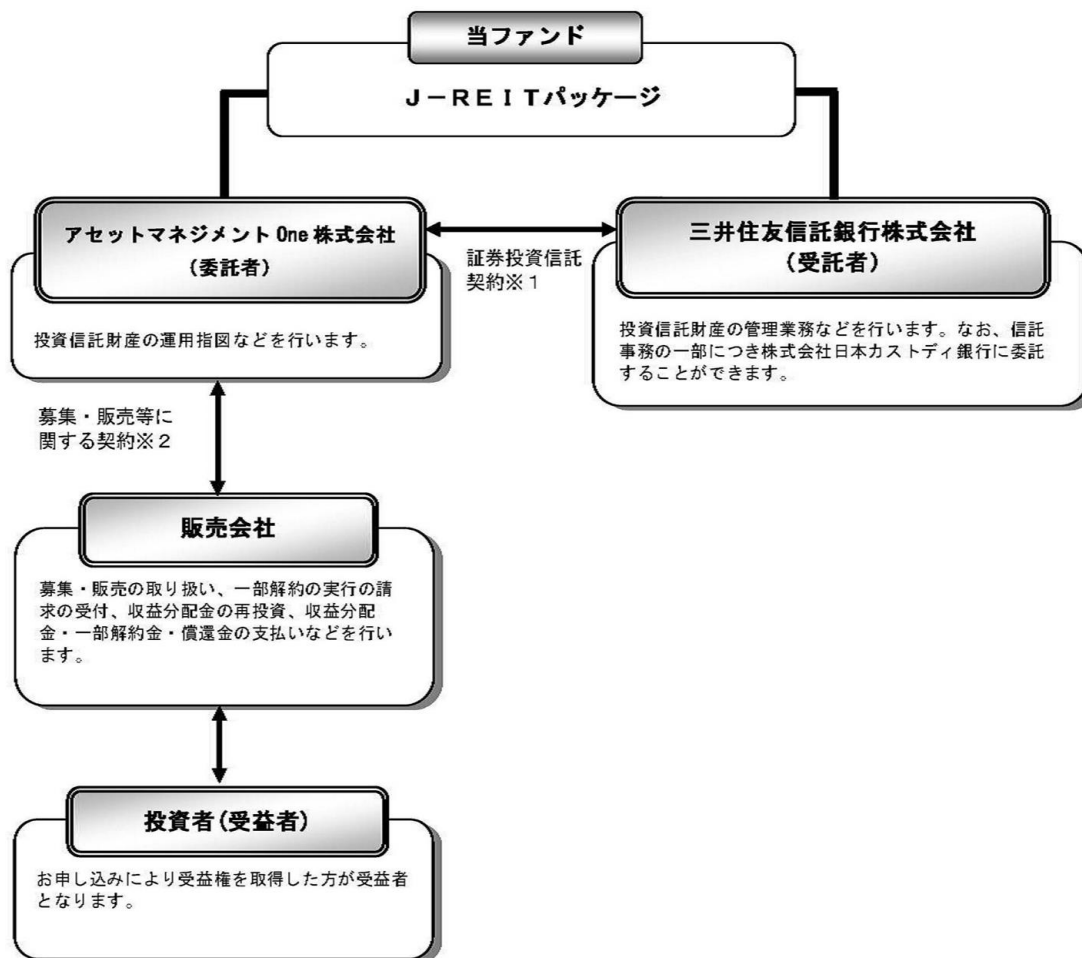 当ファンド
J－REITパッケージ
アセットマネジメント One 株式会社
(委託者)
投資信託財産の運用指図などを行います。
証券投資信託
契約※１
三井住友信託銀行株式会社
(受託者)
投資信託財産の管理業務などを行います。なお、信託
事務の一部につき株式会社日本カストディ銀行に委託
することができます。
募集・販売等に
関する契約※２
販売会社
募集・販売の取り扱い、一部解約の実行の請
求の受付、収益分配金の再投資、収益分配
金・一部解約金・償還金の支払いなどを行い
ます。
投資者(受益者)
お申し込みにより受益権を取得した方が受益者
となります。